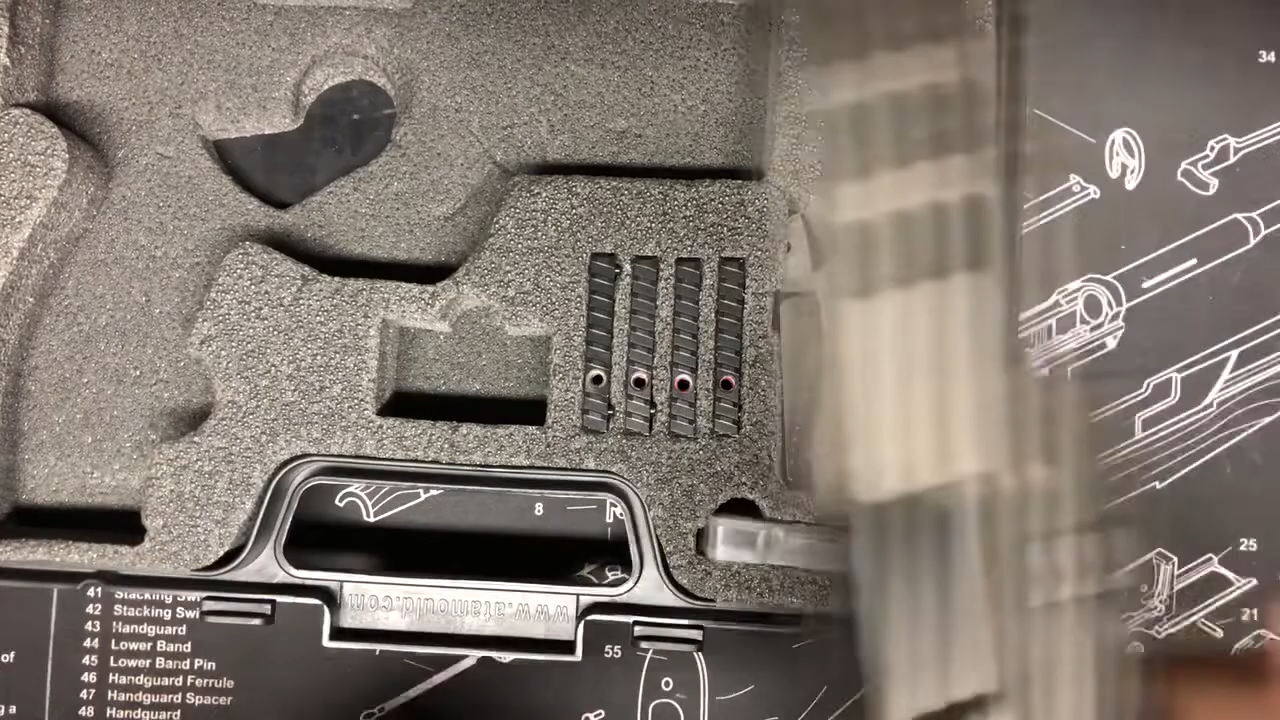 34
8
www.atamould.com
41 Stacking Swi
42 Stacking Swi
43 Handguard
44 Lower Band
45 Lower Band Pin
46 Handguard Ferrule
47 Handguard Spacer
48 Handguard
of
g a
55
25
21